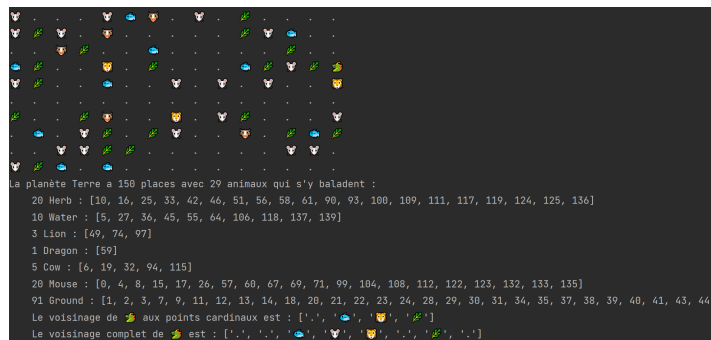 🐭 . . . 🐭 🐟 🐮 . 🐭 . 🌿 . . . .
🐭 🌿 🐭 . 🐮 . . . . . 🌿 🐭 🐟 . .
. . 🐮 🌿 . . 🐟 . . . . . 🌿 . .
🐟 🌿 . . 🦁 . 🌿 . . . 🐟 🌿 🐭 🌿 🐲
🐭 🌿 . . 🐟 . . 🐭 . 🐭 . 🐭 . . 🦁
. . . . . . . . . . . . . . .
🌿 . . 🌿 🐮 . . 🦁 . 🐭 🌿 . . . 🐭
. 🐟 . 🐭 🌿 . 🌿 🐭 . . 🐮 . 🌿 🐟 🌿
. . 🐭 🐭 🌿 🌿 . . . . . . 🐭 🐭 .
🐭 🌿 🐟 . 🐟 . . . . . . . . . .
La planète Terre a 150 places avec 29 animaux qui s'y baladent :
20 Herb : [10, 16, 25, 33, 42, 46, 51, 56, 58, 61, 90, 93, 100, 109, 111, 117, 119, 124, 125, 136]
10 Water : [5, 27, 36, 45, 55, 64, 106, 118, 137, 139]
3 Lion : [49, 74, 97]
1 Dragon : [59]
5 Cow : [6, 19, 32, 94, 115]
20 Mouse : [0, 4, 8, 15, 17, 26, 57, 60, 67, 69, 71, 99, 104, 108, 112, 122, 123, 132, 133, 135]
91 Ground : [1, 2, 3, 7, 9, 11, 12, 13, 14, 18, 20, 21, 22, 23, 24, 28, 29, 30, 31, 34, 35, 37, 38, 39, 40, 41, 43, 44
Le voisinage de 🐲 aux points cardinaux est : ['.', '🐟', '🦁', '🌿']
Le voisinage complet de 🐲 est : ['.', '.', '🐟', '🐭', '🦁', '.', '🌿', '.']